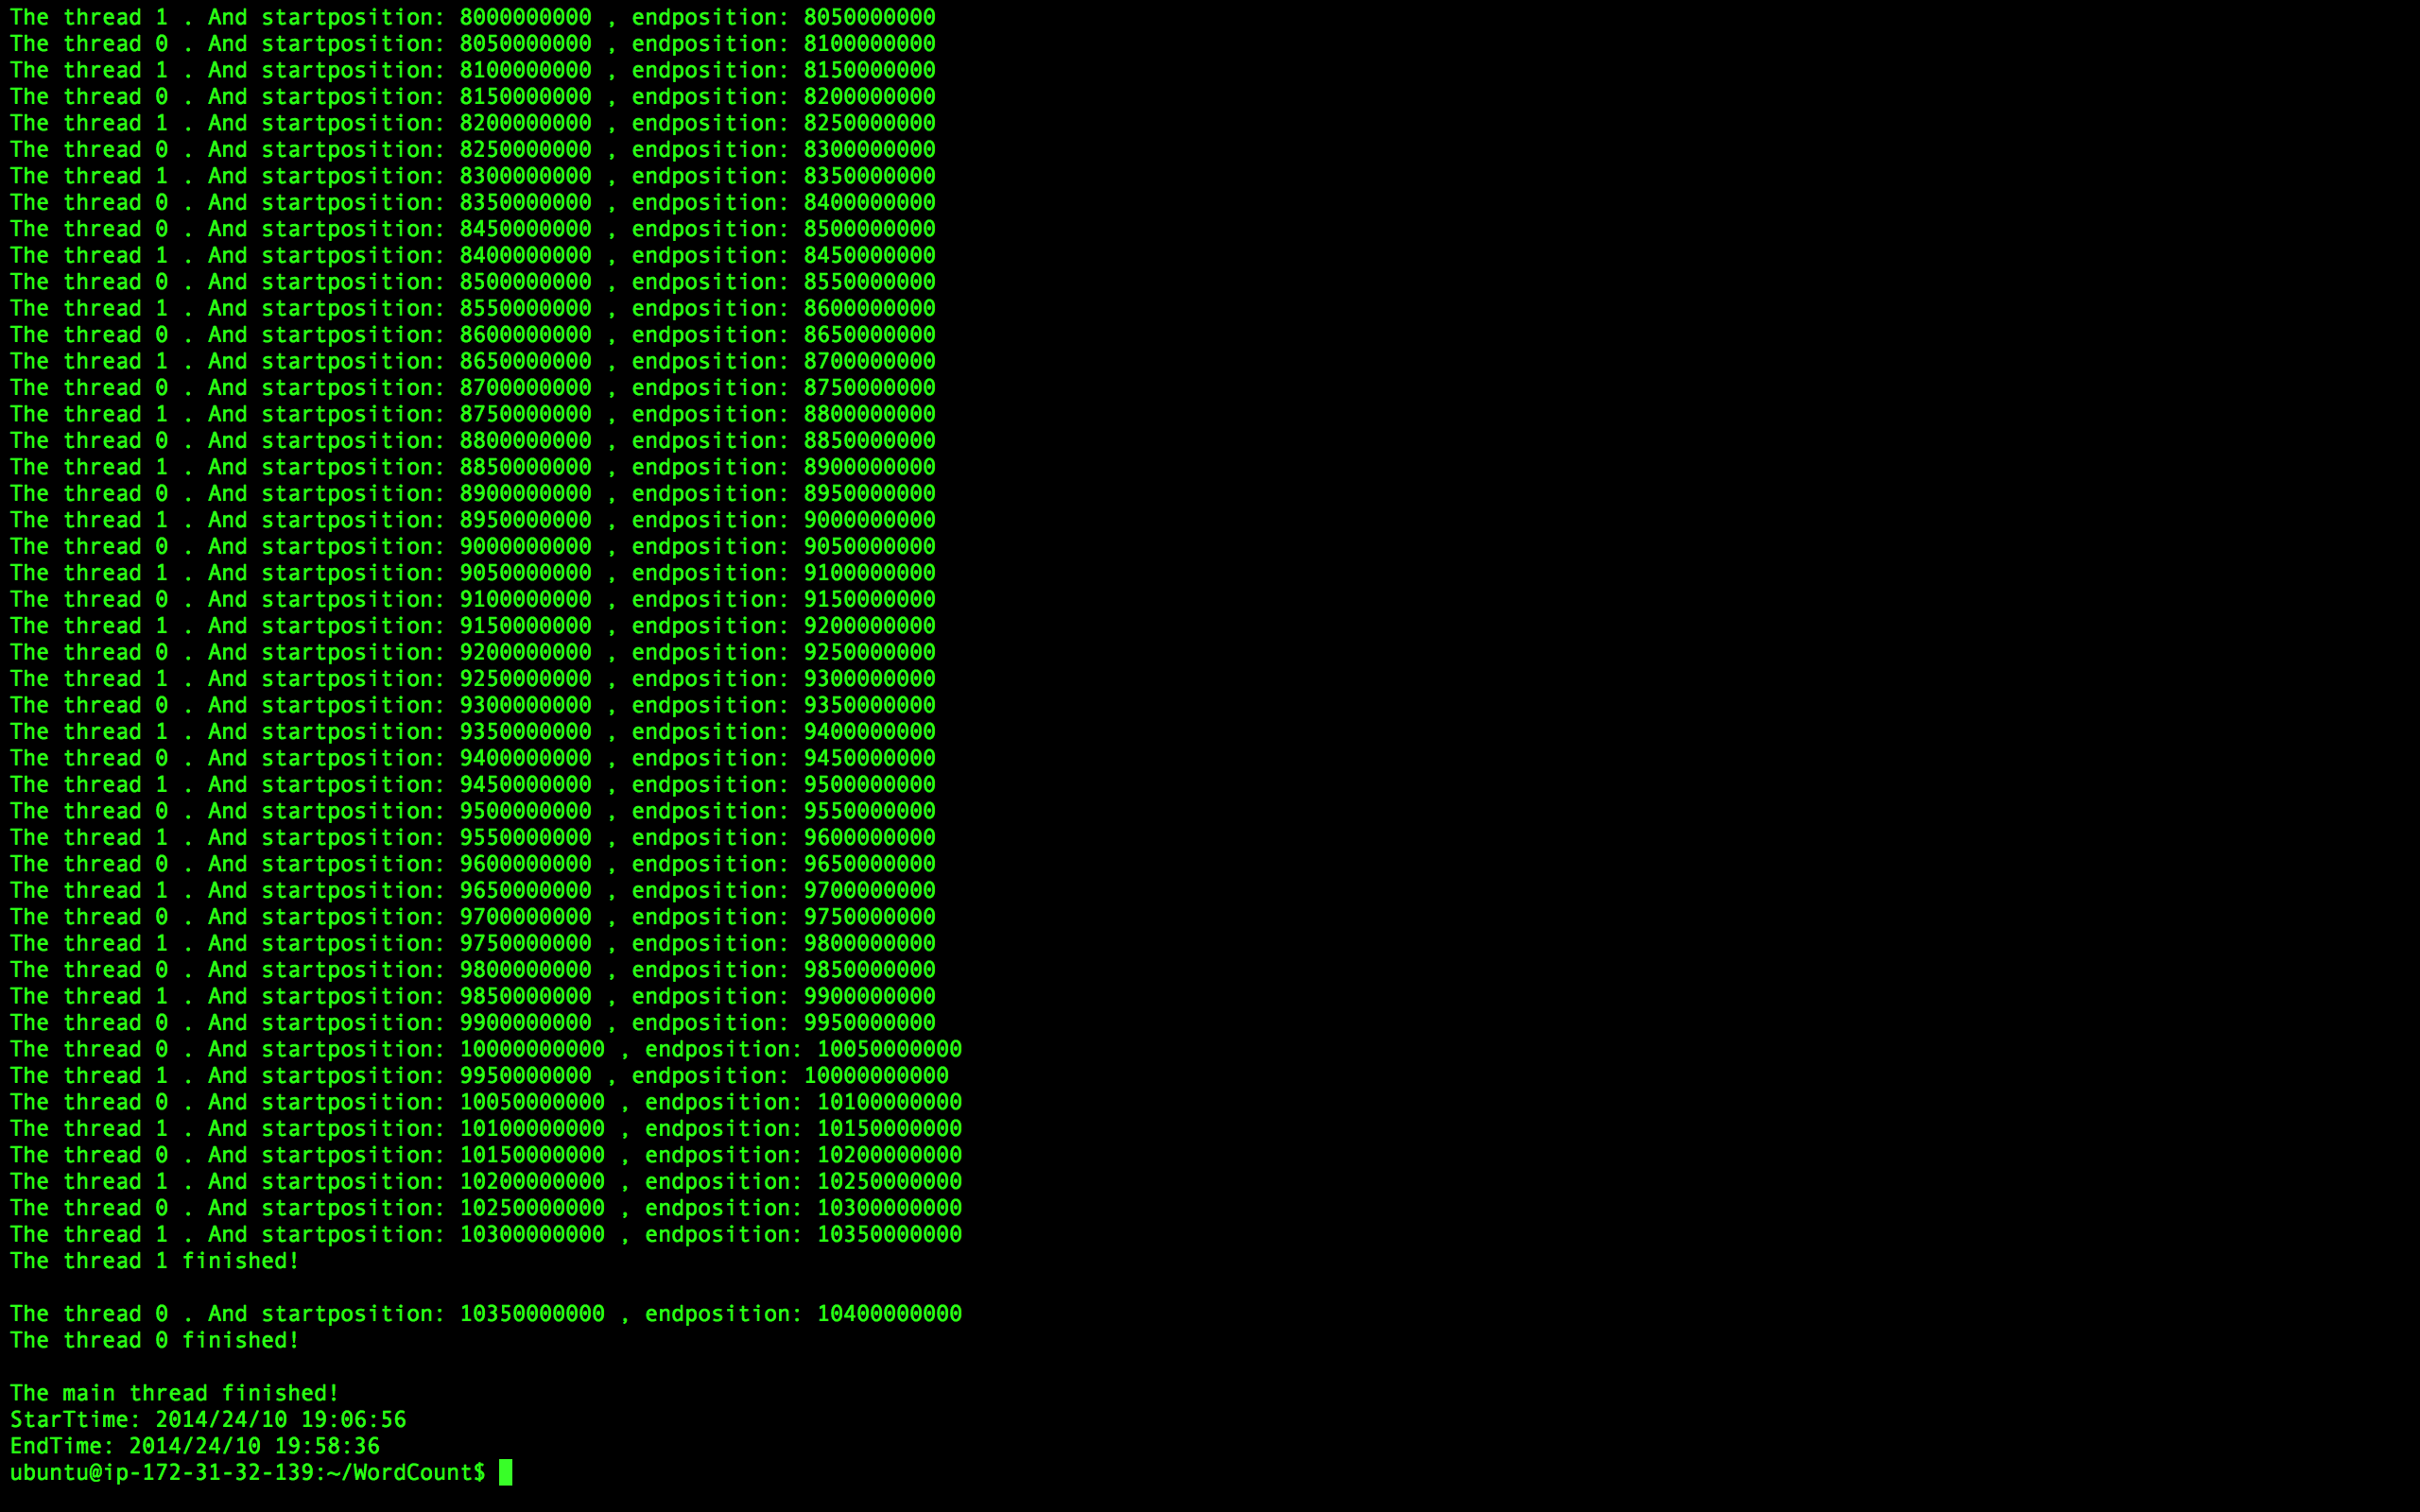 The thread 1 . And startposition: 8000000000 , endposition: 8050000000
The thread 0 . And startposition: 8050000000 , endposition: 8100000000
The thread 1 . And startposition: 8100000000 , endposition: 8150000000
The thread 0 . And startposition: 8150000000 , endposition: 8200000000
The thread 1 . And startposition: 8200000000 , endposition: 8250000000
The thread 0 . And startposition: 8250000000 , endposition: 8300000000
The thread 1 . And startposition: 8300000000 , endposition: 8350000000
The thread 0 . And startposition: 8350000000 , endposition: 8400000000
The thread 0 . And startposition: 8450000000 , endposition: 8500000000
The thread 1 . And startposition: 8400000000 , endposition: 8450000000
The thread 0 . And startposition: 8500000000 , endposition: 8550000000
The thread 1 . And startposition: 8550000000 , endposition: 8600000000
The thread 0 . And startposition: 8600000000 , endposition: 8650000000
The thread 1 . And startposition: 8650000000 , endposition: 8700000000
The thread 0 . And startposition: 8700000000 , endposition: 8750000000
The thread 1 . And startposition: 8750000000 , endposition: 8800000000
The thread 0 . And startposition: 8800000000 , endposition: 8850000000
The thread 1 . And startposition: 8850000000 , endposition: 8900000000
The thread 0 . And startposition: 8900000000 , endposition: 8950000000
The thread 1 . And startposition: 8950000000 , endposition: 9000000000
The thread 0 . And startposition: 9000000000 , endposition: 9050000000
The thread 1 . And startposition: 9050000000 , endposition: 9100000000
The thread 0 . And startposition: 9100000000 , endposition: 9150000000
The thread 1 . And startposition: 9150000000 , endposition: 9200000000
The thread 0 . And startposition: 9200000000 , endposition: 9250000000
The thread 1 . And startposition: 9250000000 , endposition: 9300000000
The thread 0 . And startposition: 9300000000 , endposition: 9350000000
The thread 1 . And startposition: 9350000000 , endposition: 9400000000
The thread 0 . And startposition: 9400000000 , endposition: 9450000000
The thread 1 . And startposition: 9450000000 , endposition: 9500000000
The thread 0 . And startposition: 9500000000 , endposition: 9550000000
The thread 1 . And startposition: 9550000000 , endposition: 9600000000
The thread 0 . And startposition: 9600000000 , endposition: 9650000000
The thread 1 . And startposition: 9650000000 , endposition: 9700000000
The thread 0 . And startposition: 9700000000 , endposition: 9750000000
The thread 1 . And startposition: 9750000000 , endposition: 9800000000
The thread 0 . And startposition: 9800000000 , endposition: 9850000000
The thread 1 . And startposition: 9850000000 , endposition: 9900000000
The thread 0 . And startposition: 9900000000 , endposition: 9950000000
The thread 0 . And startposition: 10000000000 , endposition: 10050000000
The thread 1 . And startposition: 9950000000 , endposition: 10000000000
The thread 0 . And startposition: 10050000000 , endposition: 10100000000
The thread 1 . And startposition: 10100000000 , endposition: 10150000000
The thread 0 . And startposition: 10150000000 , endposition: 10200000000
The thread 1 . And startposition: 10200000000 , endposition: 10250000000
The thread 0 . And startposition: 10250000000 , endposition: 10300000000
The thread 1 . And startposition: 10300000000 , endposition: 10350000000
The thread 1 finished!
The thread 0 . And startposition: 10350000000 , endposition: 10400000000
The thread 0 finished!
The main thread finished!
StarTtime: 2014/24/10 19:06:56
EndTime: 2014/24/10 19:58:36
ubuntu@ip-172-31-32-139:~/WordCount$